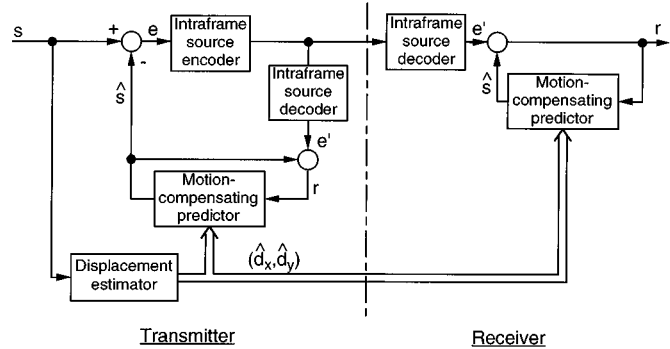 s
+
-
e
Intraframe
source
encoder
Intraframe
source
decoder
e'
r
ŝ
Motion-
compensating
predictor
Displacement
estimator
(d̂x,d̂y)
Transmitter
Intraframe
source
decoder
e'
r
ŝ
Motion-
compensating
predictor
Receiver